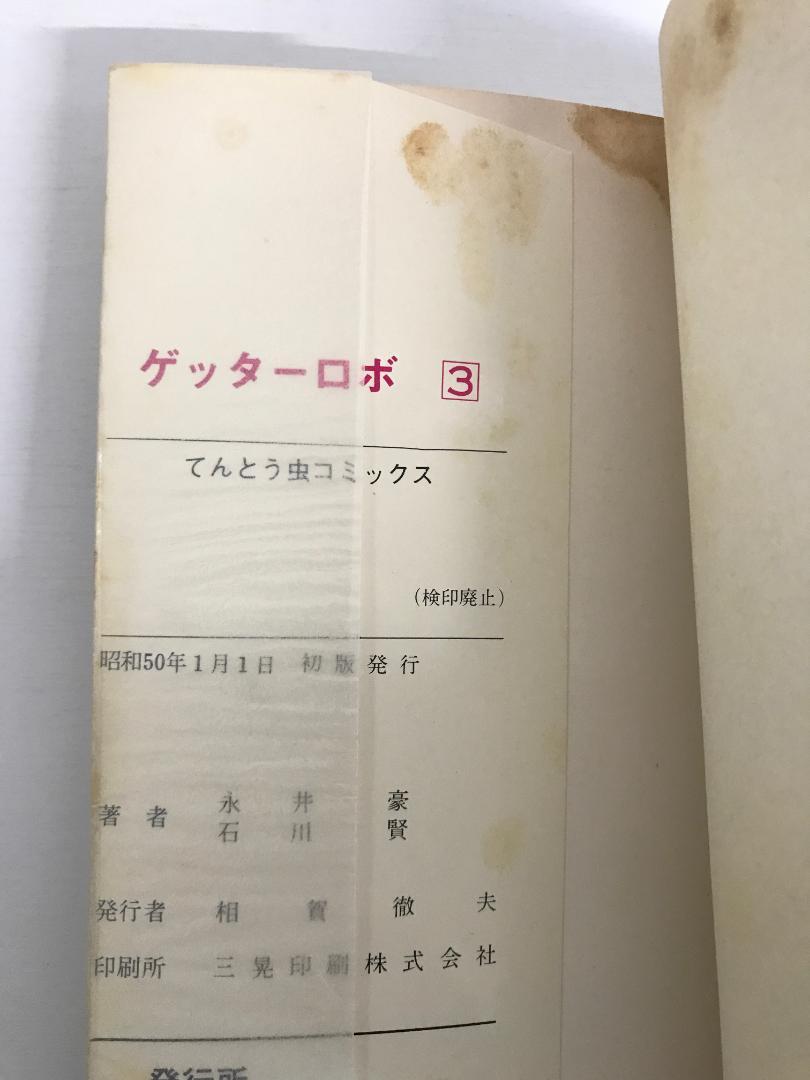 ゲッターロボ 3
てんとう虫コミックス
（検印廃止）
昭和50年1月1日 初版発行
著者 永井豪
石川賢
発行者 相賀徹夫
印刷所 三晃印刷株式会社
発行所